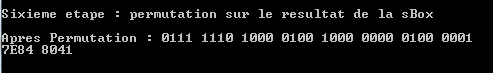 Sixieme etape : permutation sur le resultat de la sBox
Apres Permutation : 0111 1110 1000 0100 1000 0000 0100 0001
7E84 8041